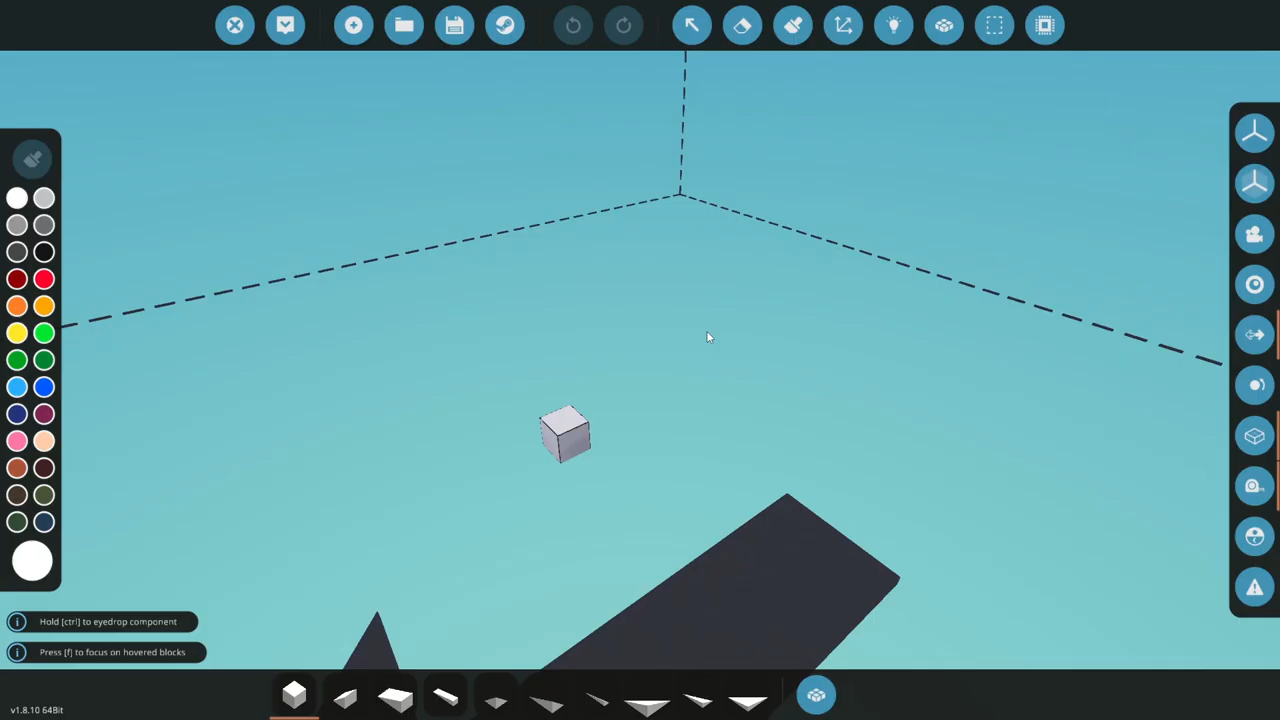 Hold [ctrl] to eyedrop component
Press [f] to focus on hovered blocks
v1.8.10 64Bit